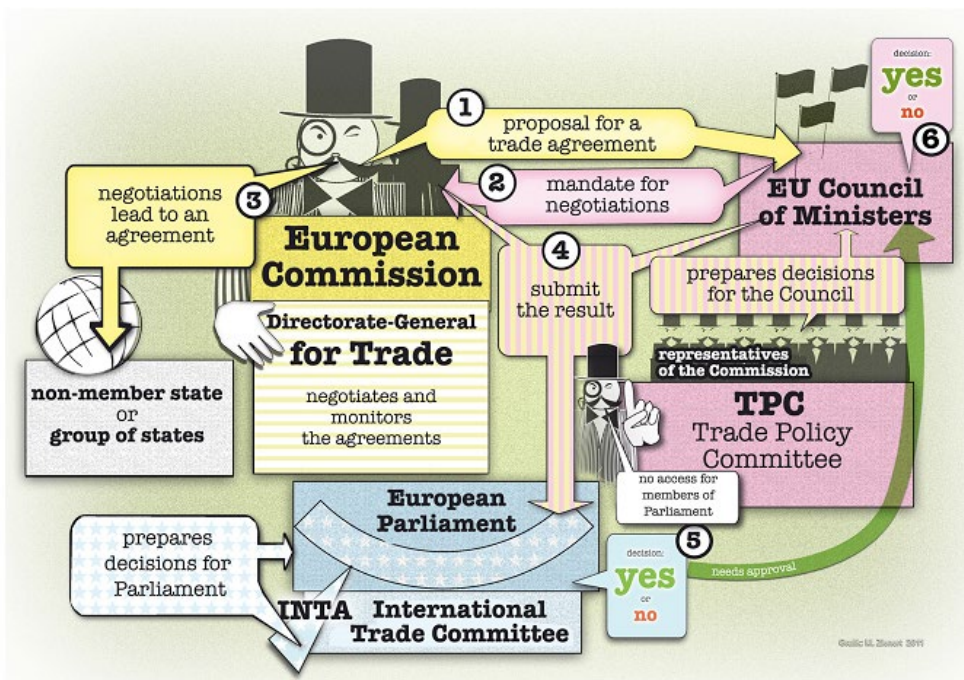 decision:
yes
or
no
6
1
proposal for a
trade agreement
2
mandate for
negotiations
EU Council
of Ministers
negotiations
lead to an
agreement
3
European
Commission
4
submit
the result
prepares decisions
for the Council
Directorate-General
for Trade
negotiates and
monitors
the agreements
representatives
of the Commission
non-member state
or
group of states
TPC
Trade Policy
Committee
no access for
members of
Parliament
European
Parliament
prepares
decisions for
Parliament
5
decision:
yes
or
no
needs approval
INTA International
Trade Committee
2011